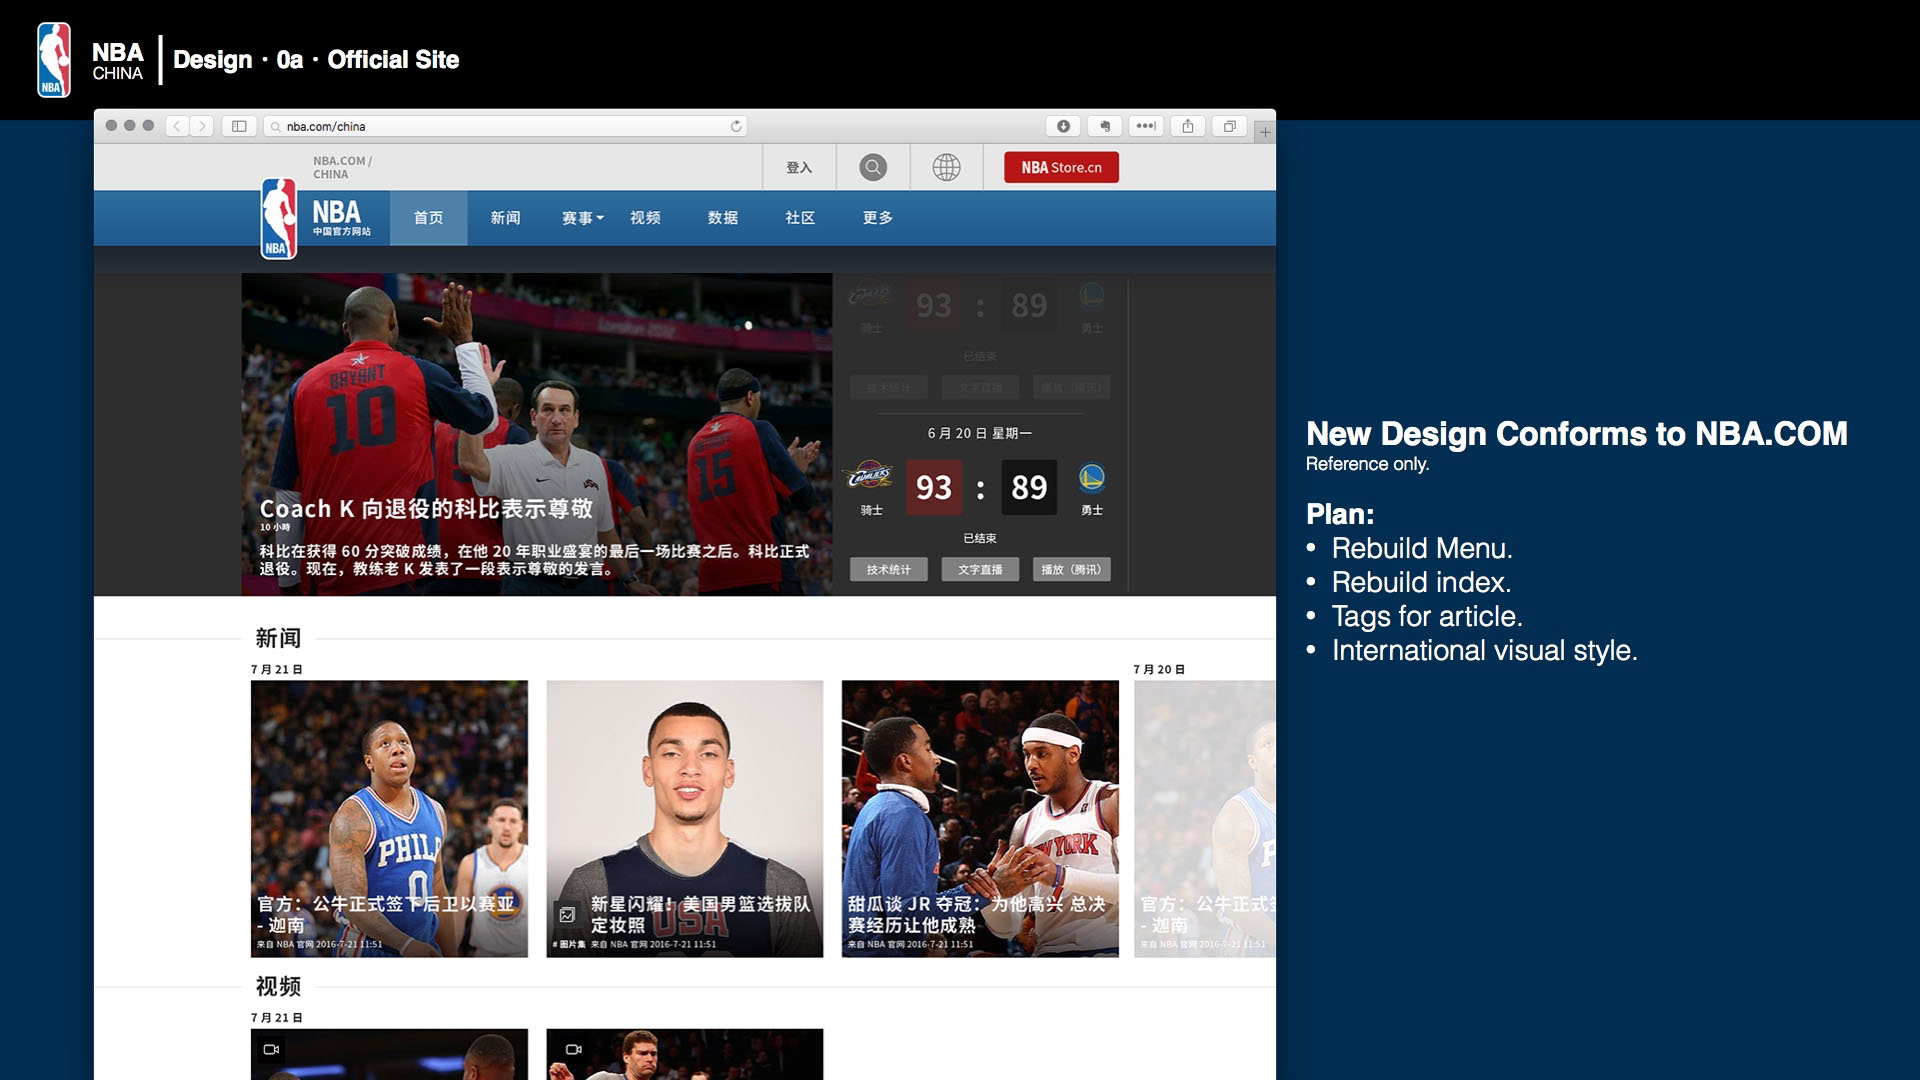 NBA
NBA
CHINA
Design · 0a · Official Site
nba.com/china
NBA.COM /
CHINA
登入
NBA Store.cn
NBA
NBA
中国官方网站
首页
新闻
赛事
视频
数据
社区
更多
London 2012
BRYANT
10
15
USA
Coach K 向退役的科比表示尊敬
10 小時
科比在获得 60 分突破成绩，在他 20 年职业盛宴的最后一场比赛之后。科比正式
退役。现在，教练老 K 发表了一段表示尊敬的发言。
93 : 89
骑士
勇士
已结束
技术统计
文字直播
播放（腾讯）
6 月 20 日 星期一
CAVALIERS
93 : 89
骑士
勇士
已结束
技术统计
文字直播
播放（腾讯）
New Design Conforms to NBA.COM
Reference only.
Plan:
• Rebuild Menu.
• Rebuild index.
• Tags for article.
• International visual style.
新闻
7 月 21 日
7 月 20 日
PHILA
0
官方：公牛正式签下后卫以赛亚
- 迦南
来自 NBA 官网 2016-7-21 11:51
USA
新星闪耀！美国男篮选拔队
定妆照
# 图片集 来自 NBA 官网 2016-7-21 11:51
NEW YORK
甜瓜谈 JR 夺冠：为他高兴 总决
赛经历让他成熟
来自 NBA 官网 2016-7-21 11:51
官方：公牛正式签
- 迦南
来自 NBA 官网 2016-7-21 11:51
视频
7 月 21 日